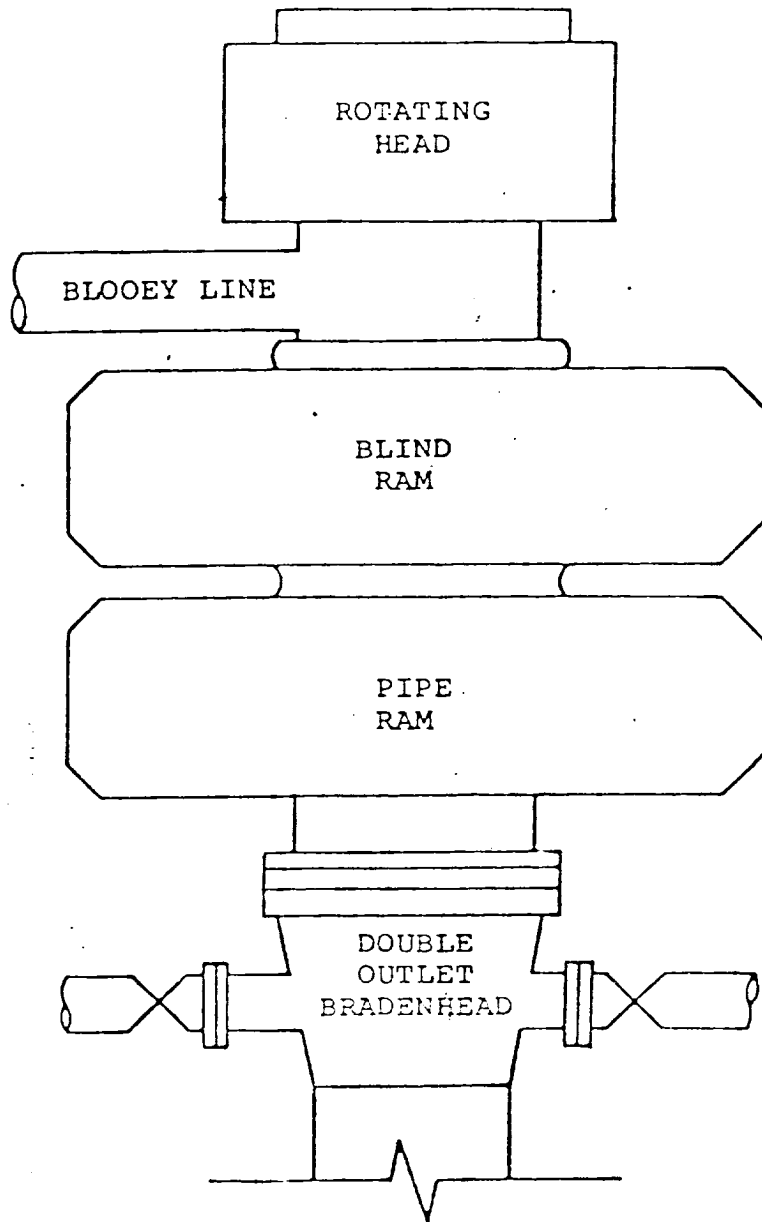 ROTATING
HEAD
BLOOEY LINE
BLIND
RAM
PIPE
RAM
DOUBLE
OUTLET
BRADENHEAD